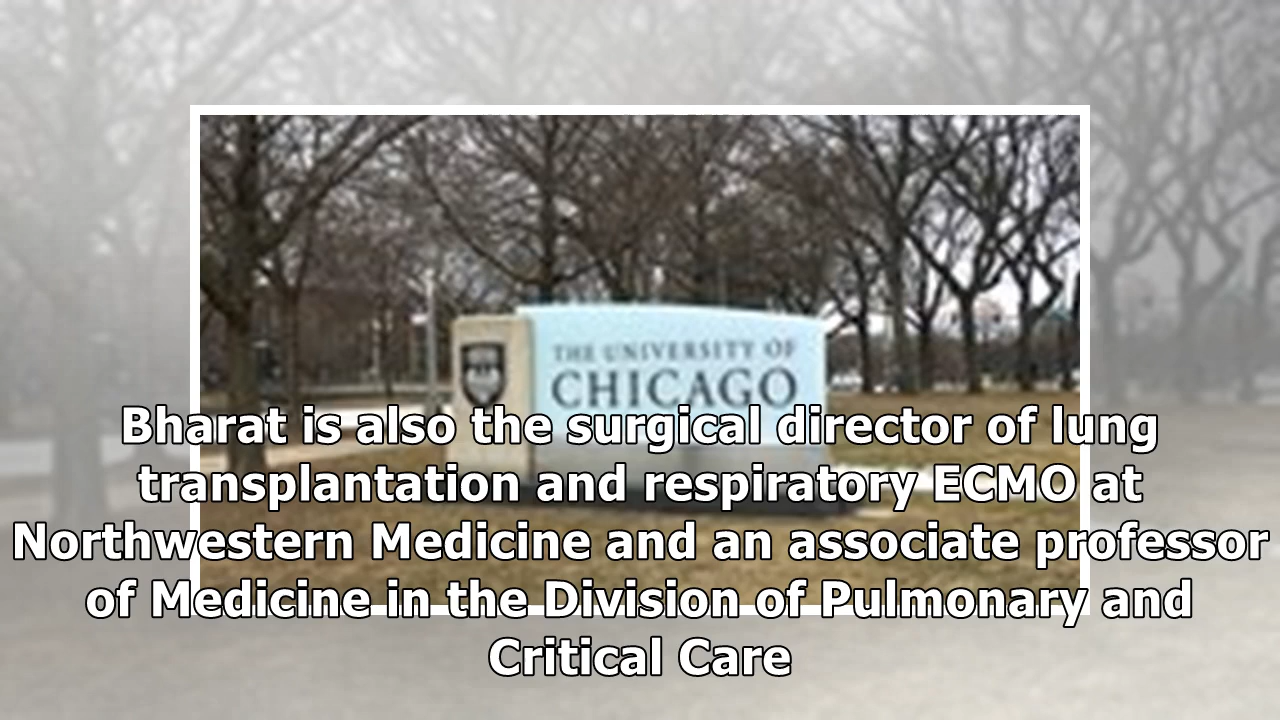 THE UNIVERSITY OF
CHICAGO
Bharat is also the surgical director of lung
transplantation and respiratory ECMO at
Northwestern Medicine and an associate professor
of Medicine in the Division of Pulmonary and
Critical Care